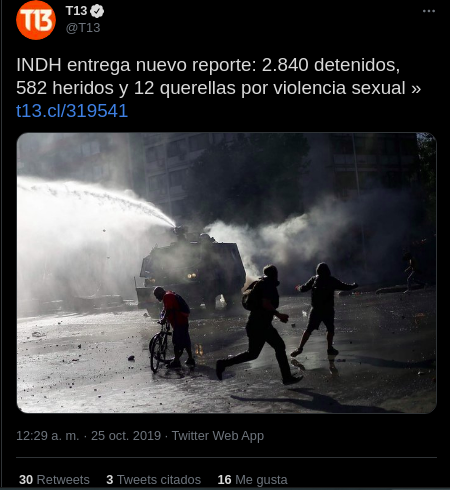 T13
T13
@T13
INDH entrega nuevo reporte: 2.840 detenidos,
582 heridos y 12 querellas por violencia sexual »
t13.cl/319541
12:29 a. m. · 25 oct. 2019 · Twitter Web App
30 Retweets 3 Tweets citados 16 Me gusta